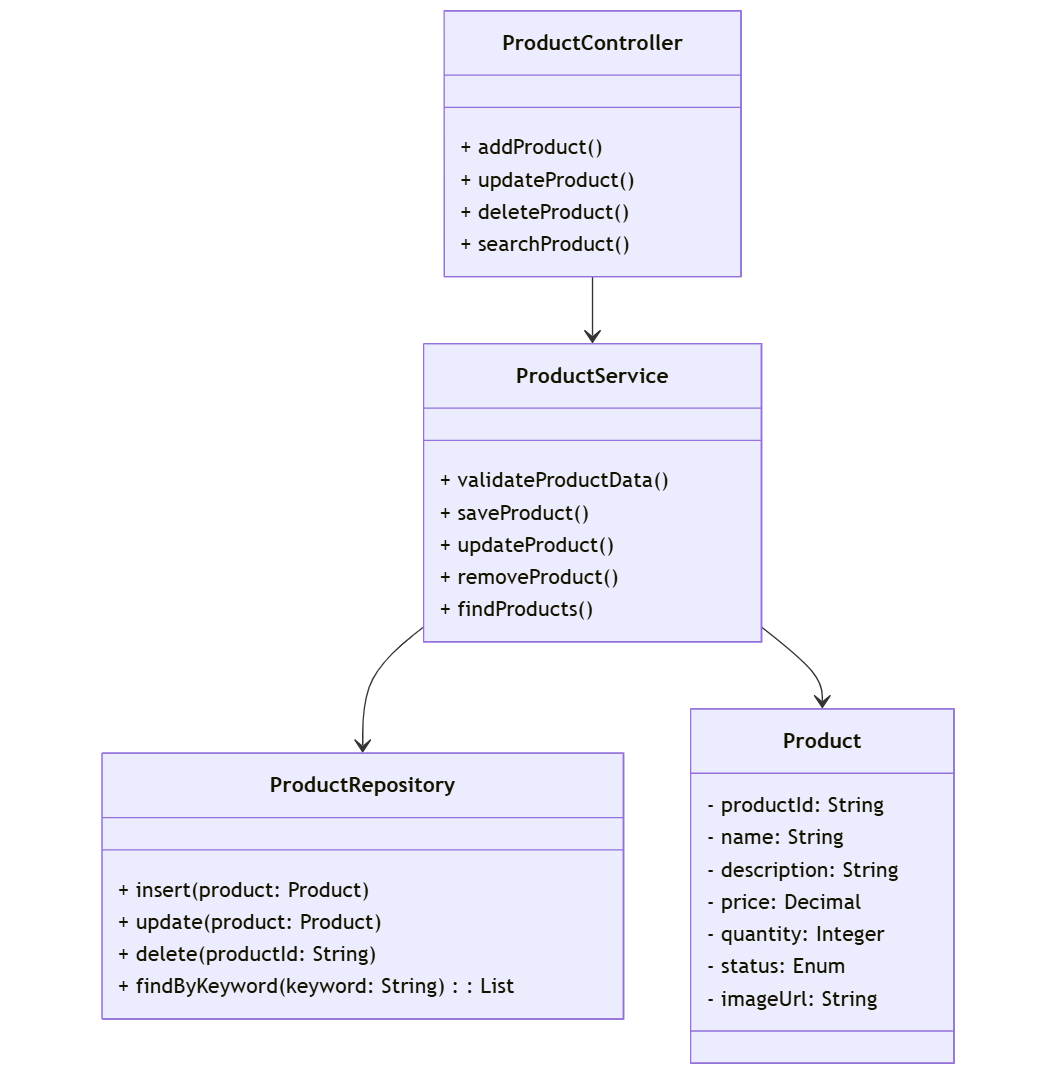 ProductController
+ addProduct()
+ updateProduct()
+ deleteProduct()
+ searchProduct()
ProductService
+ validateProductData()
+ saveProduct()
+ updateProduct()
+ removeProduct()
+ findProducts()
ProductRepository
+ insert(product: Product)
+ update(product: Product)
+ delete(productId: String)
+ findByKeyword(keyword: String) : : List
Product
- productId: String
- name: String
- description: String
- price: Decimal
- quantity: Integer
- status: Enum
- imageUrl: String